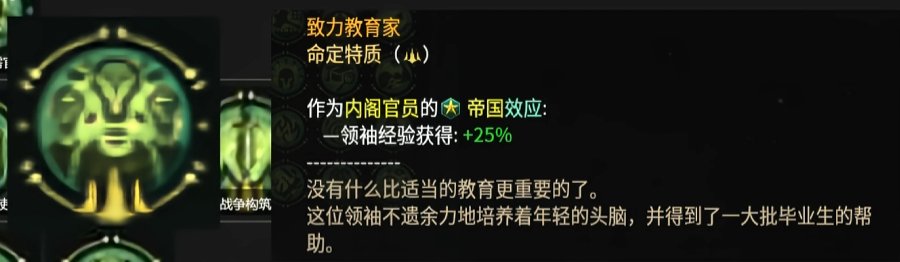 致力教育家
命定特质（）
作为内阁官员的 帝国效应:
—领袖经验获得: +25%
--------------
没有什么比适当的教育更重要的了。
这位领袖不遗余力地培养着年轻的头脑，并得到了一大批毕业生的帮
助。
战争构筑